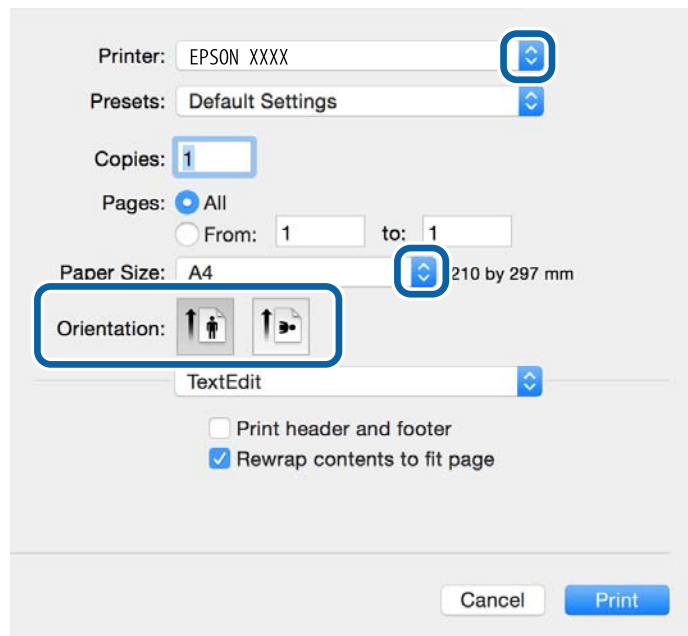 Printer: EPSON XXXX
Presets: Default Settings
Copies: 1
Pages: All
From: 1 to: 1
Paper Size: A4 210 by 297 mm
Orientation:
TextEdit
Print header and footer
Rewrap contents to fit page
Cancel Print